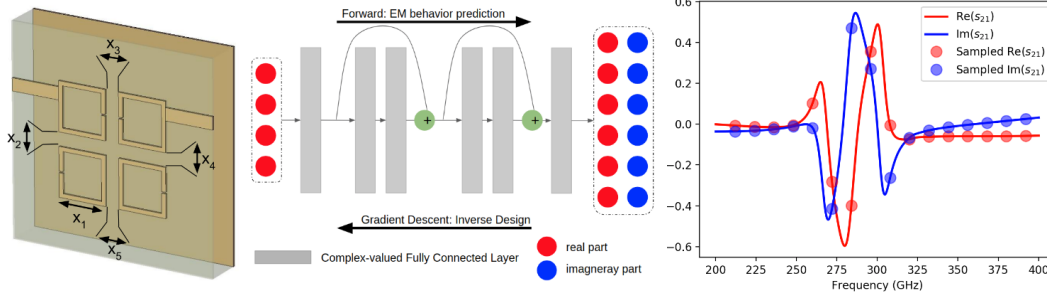 x3
x2
x4
x1
x5
Forward: EM behavior prediction
+
+
Gradient Descent: Inverse Design
Complex-valued Fully Connected Layer
real part
imagneray part
Re(s21)
Im(s21)
Sampled Re(s21)
Sampled Im(s21)
0.6
0.4
0.2
0.0
−0.2
−0.4
−0.6
200 225 250 275 300 325 350 375 400
Frequency (GHz)